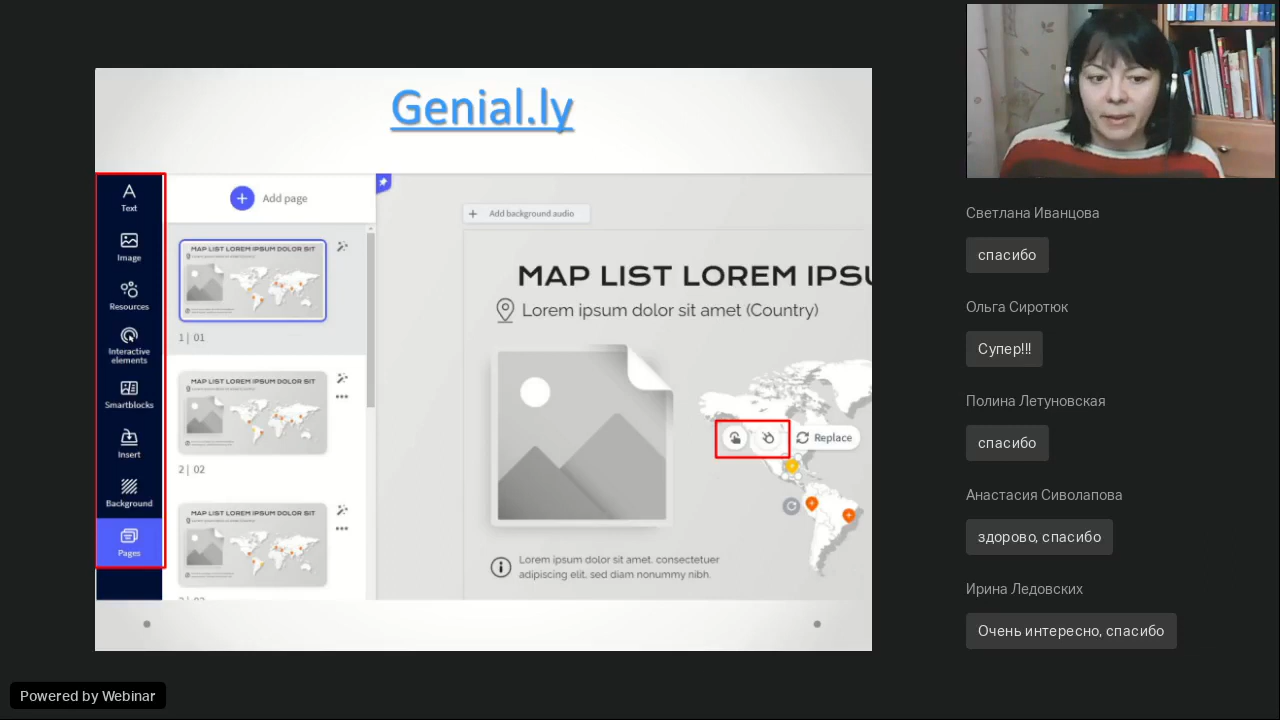 Genial.ly
Text
Image
Resources
Interactive
elements
Smartblocks
Insert
Background
Pages
Add page
MAP LIST LOREM IPSUM DOLOR SIT
1 | 01
MAP LIST LOREM IPSUM DOLOR SIT
2 | 02
MAP LIST LOREM IPSUM DOLOR SIT
Add background audio
MAP LIST LOREM IPSU
Lorem ipsum dolor sit amet (Country)
Replace
Lorem ipsum dolor sit amet, consectetuer
adipiscing elit, sed diam nonummy nibh.
Светлана Иванцова
спасибо
Ольга Сиротюк
Супер!!!
Полина Летуновская
спасибо
Анастасия Сиволапова
здорово, спасибо
Ирина Ледовских
Очень интересно, спасибо
Powered by Webinar